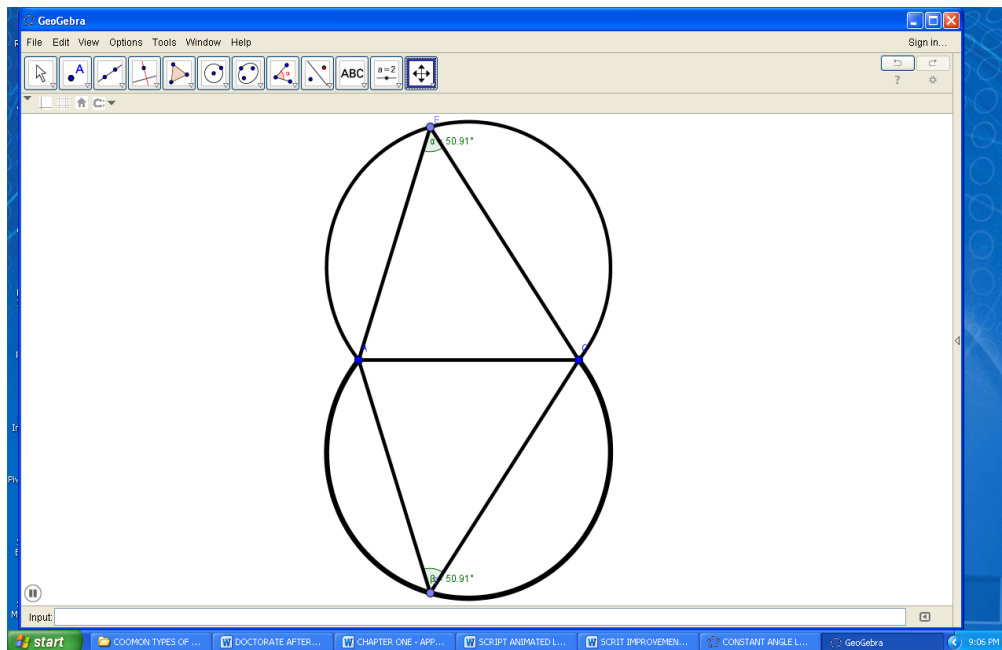 GeoGebra
File Edit View Options Tools Window Help
Sign in...
A
α
ABC
a=2
?
E
α = 50.91°
A
C
β = 50.91°
Input:
start
COOMON TYPES OF ...
DOCTORATE AFTER...
CHAPTER ONE - APP...
SCRIPT ANIMATED L...
SCRIT IMPROVEMEN...
CONSTANT ANGLE L...
GeoGebra
9:06 PM